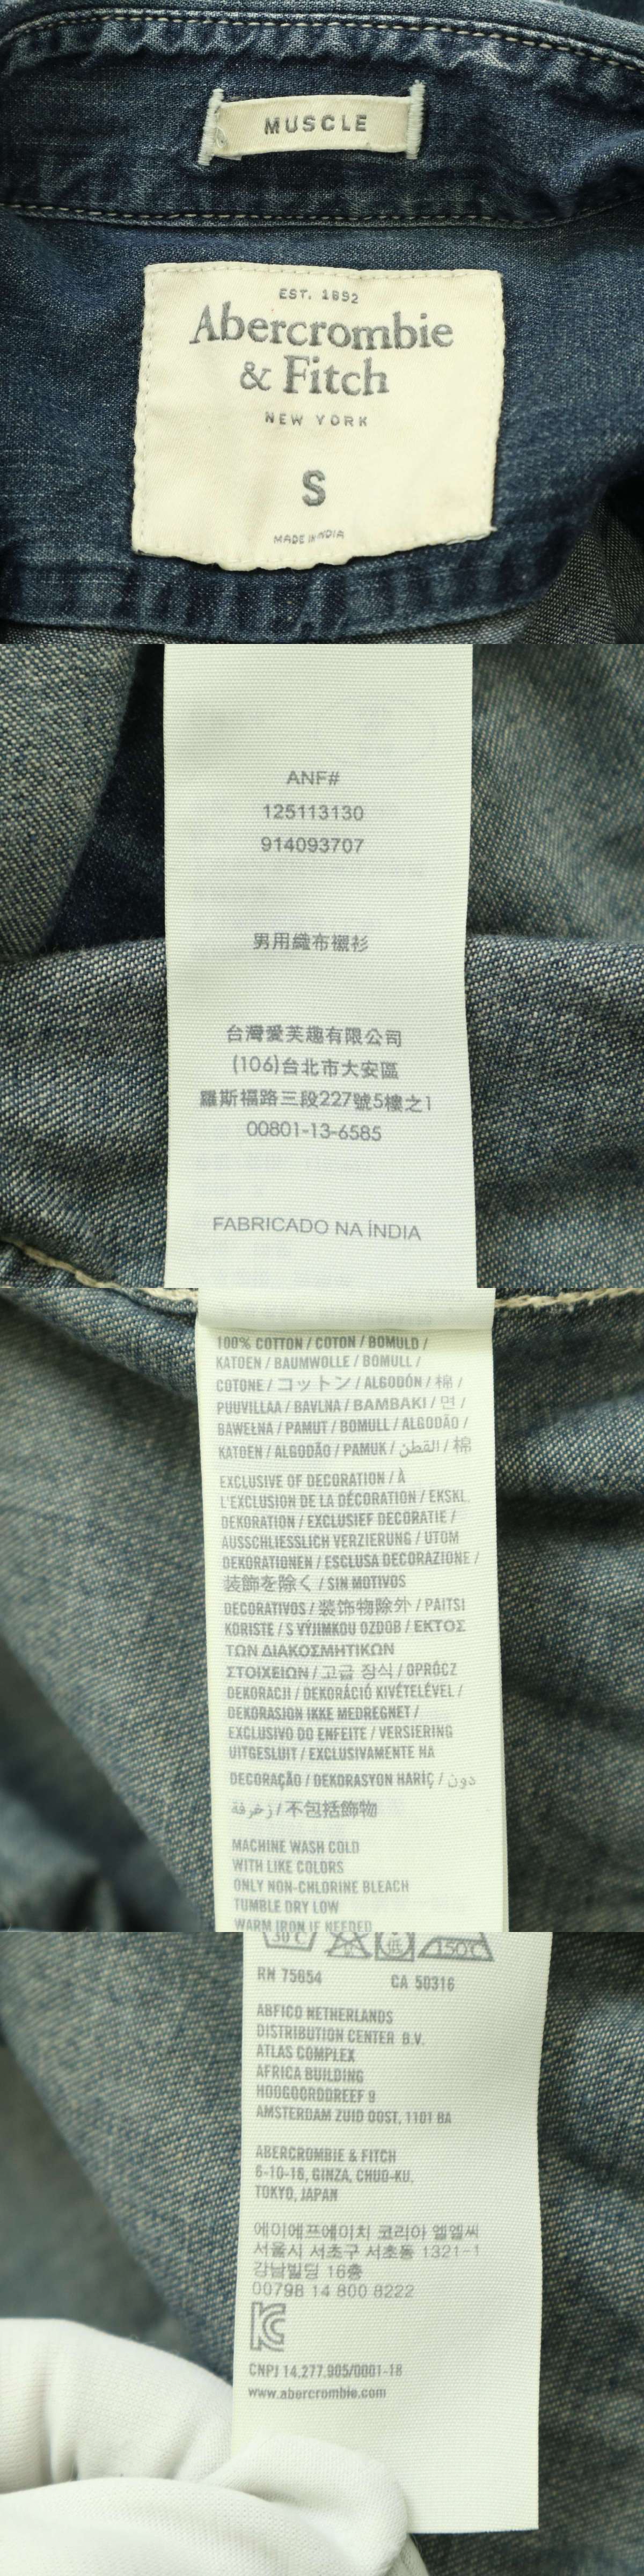 MUSCLE
EST. 1892
Abercrombie
& Fitch
NEW YORK
S
MADE IN INDIA
ANF#
125113130
914093707
男用織布襯衫
台灣愛芙趣有限公司
(106)台北市大安區
羅斯福路三段227號5樓之1
00801-13-6585
FABRICADO NA ÍNDIA
100% COTTON / COTON / BOMULD /
KATOEN / BAUMWOLLE / BOMULL /
COTONE / コットン / ALGODÓN / 棉 /
PUUVILLAA / BAVLNA / BAMBAKI / 면 /
BAWEŁNA / PAMUT / BOMULL / ALGODÃO /
KATOEN / ALGODÃO / PAMUK / القطن / 棉
EXCLUSIVE OF DECORATION / À
L'EXCLUSION DE LA DÉCORATION / EKSKL.
DEKORATION / EXCLUSIEF DECORATIE /
AUSSCHLIESSLICH VERZIERUNG / UTOM
DEKORATIONEN / ESCLUSA DECORAZIONE /
装飾を除く / SIN MOTIVOS
DECORATIVOS / 装饰物除外 / PAITSI
KORISTE / S VÝJIMKOU OZDOB / ΕΚΤΟΣ
ΤΩΝ ΔΙΑΚΟΣΜΗΤΙΚΩΝ
ΣΤΟΙΧΕΙΩΝ / 고급 장식 / OPRÓCZ
DEKORACJI / DEKORÁCIÓ KIVÉTELÉVEL /
DEKORASJON IKKE MEDREGNET /
EXCLUSIVO DO ENFEITE / VERSIERING
UITGESLUIT / EXCLUSIVAMENTE NA
DECORAÇÃO / DEKORASYON HARİÇ / دون
زخرفة / 不包括飾物
MACHINE WASH COLD
WITH LIKE COLORS
ONLY NON-CHLORINE BLEACH
TUMBLE DRY LOW
WARM IRON IF NEEDED
30°C 低 150°C
RN 75654 CA 50316
ABFICO NETHERLANDS
DISTRIBUTION CENTER B.V.
ATLAS COMPLEX
AFRICA BUILDING
HOOGOORDDREEF 9
AMSTERDAM ZUID OOST, 1101 BA
ABERCROMBIE & FITCH
6-10-16, GINZA, CHUO-KU,
TOKYO, JAPAN
에이에프에이치 코리아 엘엘씨
서울시 서초구 서초동 1321-1
강남빌딩 16층
00798 14 800 8222
CNPJ 14.277.905/0001-18
www.abercrombie.com